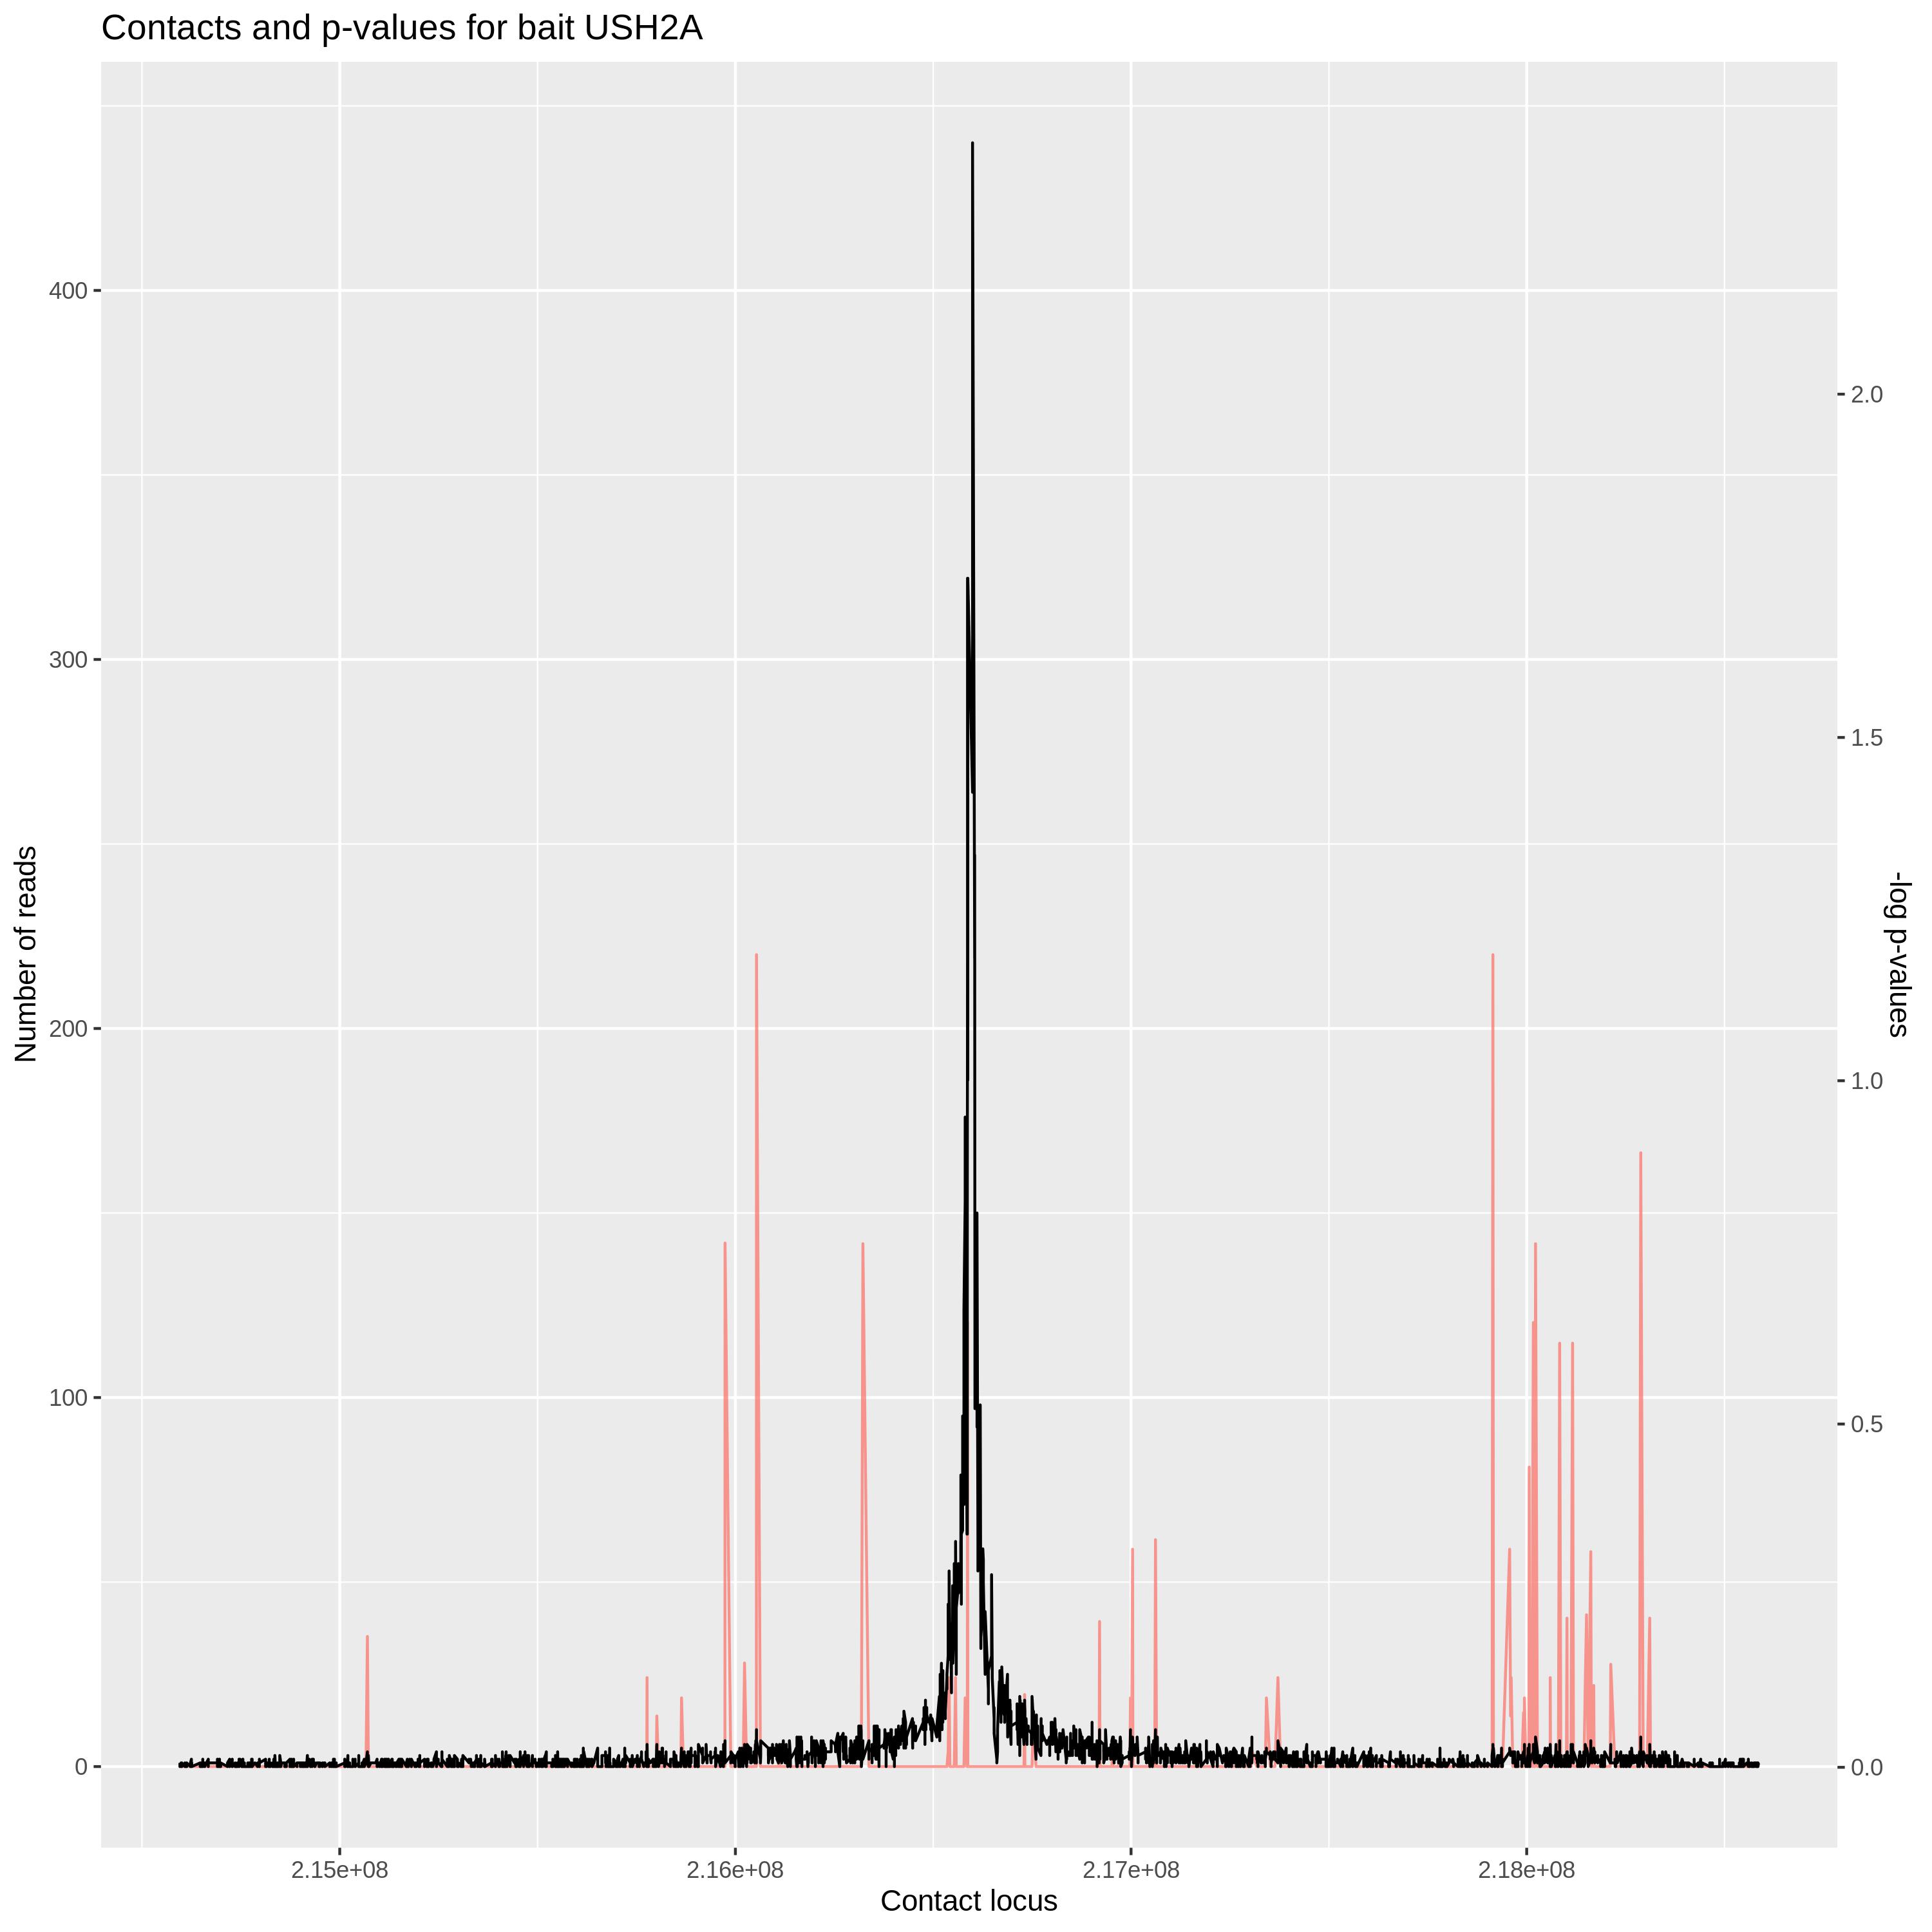 Contacts and p-values for bait USH2A
400
300
200
100
0
Number of reads
2.0
1.5
1.0
0.5
0.0
-log p-values
2.15e+08
2.16e+08
2.17e+08
2.18e+08
Contact locus